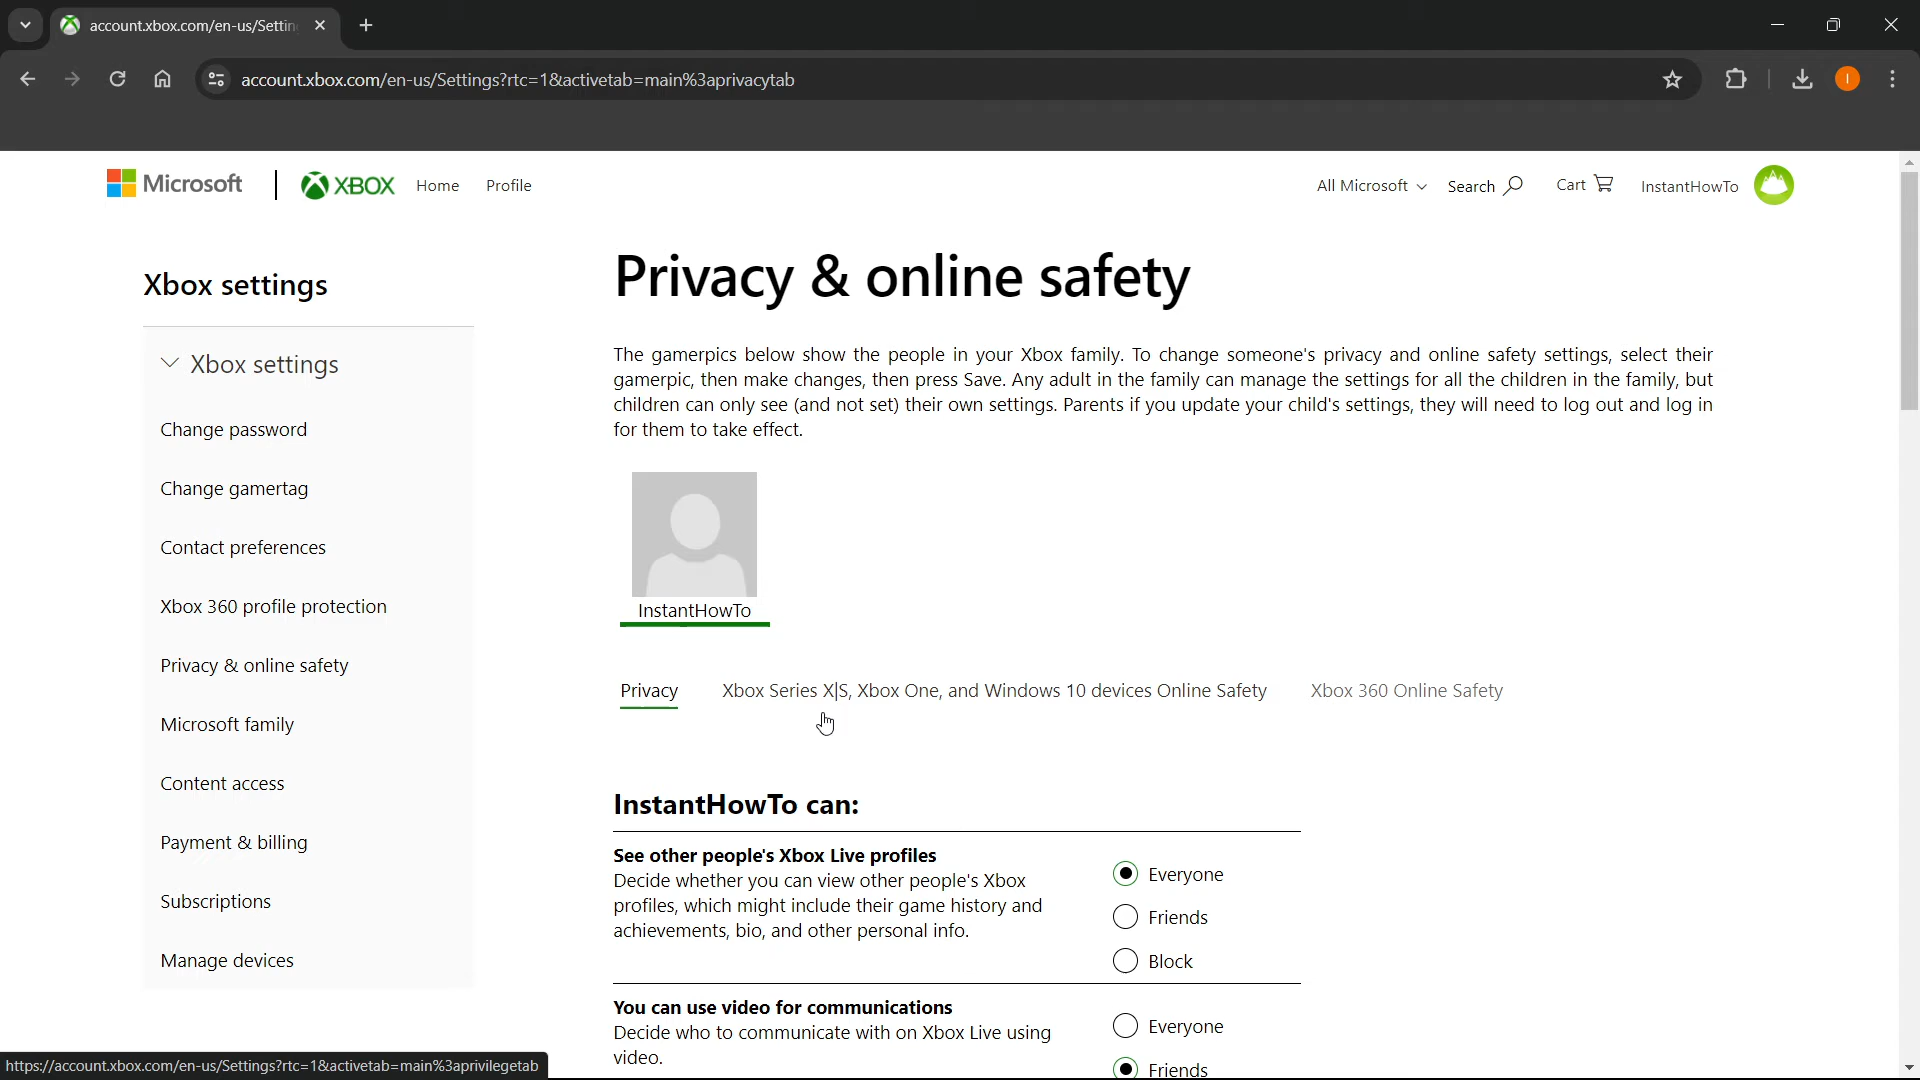 account.xbox.com/en-us/Settin
account.xbox.com/en-us/Settings?rtc=1&activetab=main%3aprivacytab
I
Microsoft
XBOX
Home
Profile
All Microsoft
Search
Cart
InstantHowTo
Xbox settings
Xbox settings
Change password
Change gamertag
Contact preferences
Xbox 360 profile protection
Privacy & online safety
Microsoft family
Content access
Payment & billing
Subscriptions
Manage devices
Privacy & online safety
The gamerpics below show the people in your Xbox family. To change someone's privacy and online safety settings, select their
gamerpic, then make changes, then press Save. Any adult in the family can manage the settings for all the children in the family, but
children can only see (and not set) their own settings. Parents if you update your child's settings, they will need to log out and log in
for them to take effect.
InstantHowTo
Privacy
Xbox Series X|S, Xbox One, and Windows 10 devices Online Safety
Xbox 360 Online Safety
InstantHowTo can:
See other people's Xbox Live profiles
Decide whether you can view other people's Xbox
profiles, which might include their game history and
achievements, bio, and other personal info.
Everyone
Friends
Block
You can use video for communications
Decide who to communicate with on Xbox Live using
video.
Everyone
Friends
https://account.xbox.com/en-us/Settings?rtc=1&activetab=main%3aprivilegetab